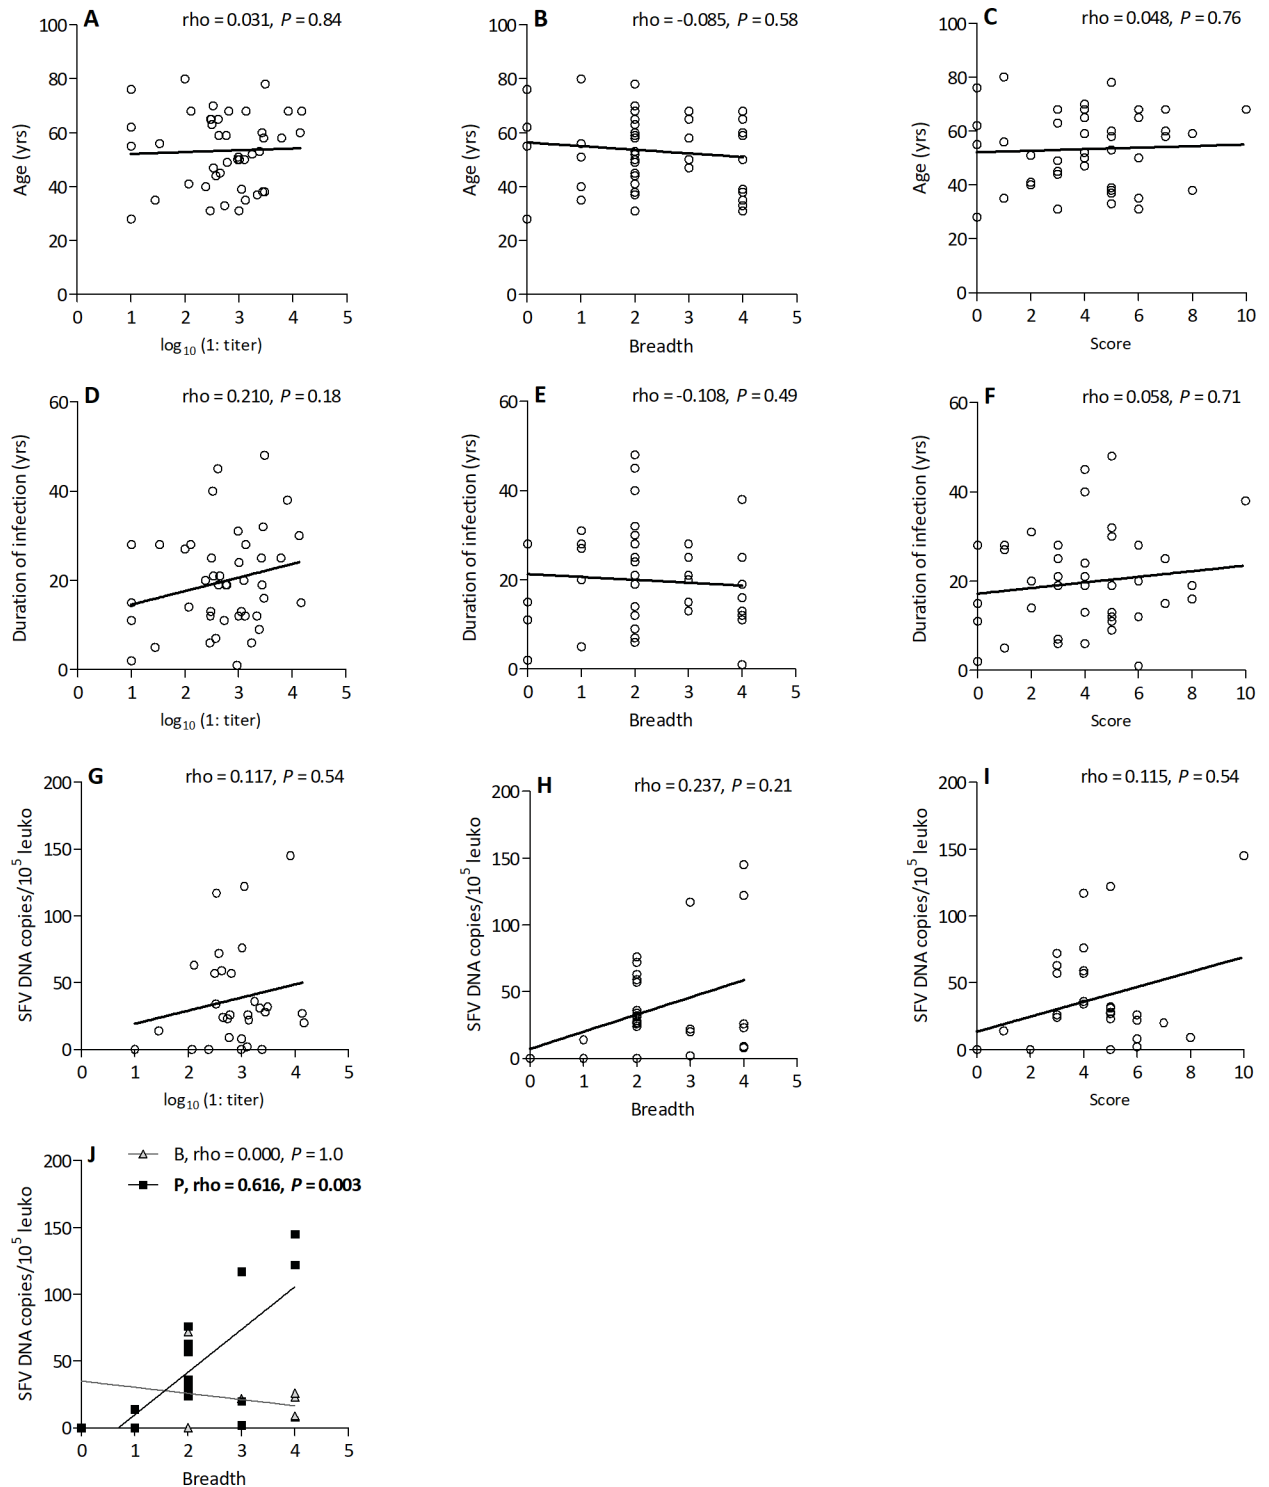 A rho = 0.031, P = 0.84
100
80
60
40
20
0
Age (yrs)
0 1 2 3 4 5
log10 (1: titer)
B rho = -0.085, P = 0.58
100
80
60
40
20
0
Age (yrs)
0 1 2 3 4 5
Breadth
C rho = 0.048, P = 0.76
100
80
60
40
20
0
Age (yrs)
0 2 4 6 8 10
Score
D rho = 0.210, P = 0.18
60
40
20
0
Duration of infection (yrs)
0 1 2 3 4 5
log10 (1: titer)
E rho = -0.108, P = 0.49
60
40
20
0
Duration of infection (yrs)
0 1 2 3 4 5
Breadth
F rho = 0.058, P = 0.71
60
40
20
0
Duration of infection (yrs)
0 2 4 6 8 10
Score
G rho = 0.117, P = 0.54
200
150
100
50
0
SFV DNA copies/10^5 leuko
0 1 2 3 4 5
log10 (1: titer)
H rho = 0.237, P = 0.21
200
150
100
50
0
SFV DNA copies/10^5 leuko
0 1 2 3 4 5
Breadth
I rho = 0.115, P = 0.54
200
150
100
50
0
SFV DNA copies/10^5 leuko
0 2 4 6 8 10
Score
J B, rho = 0.000, P = 1.0
P, rho = 0.616, P = 0.003
200
150
100
50
0
SFV DNA copies/10^5 leuko
0 1 2 3 4 5
Breadth